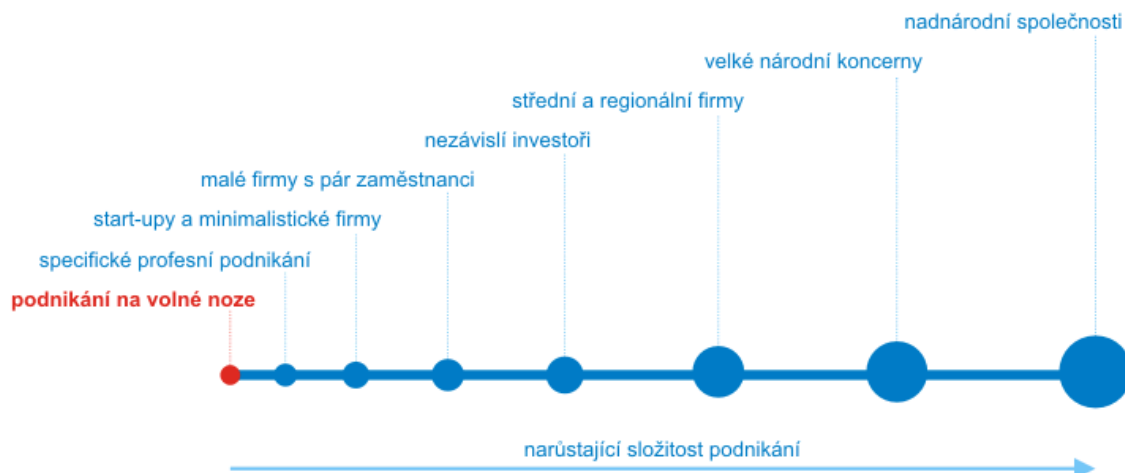 nadnárodní společnosti
velké národní koncerny
střední a regionální firmy
nezávislí investoři
malé firmy s pár zaměstnanci
start-upy a minimalistické firmy
specifické profesní podnikání
podnikání na volné noze
narůstající složitost podnikání